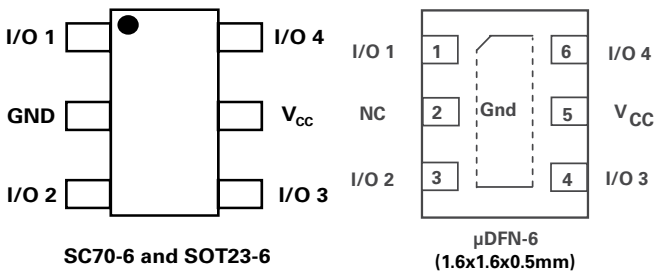 I/O 1
I/O 4
GND
VCC
I/O 2
I/O 3
SC70-6 and SOT23-6
I/O 1
1
6
I/O 4
NC
2
Gnd
5
VCC
I/O 2
3
4
I/O 3
µDFN-6
(1.6x1.6x0.5mm)